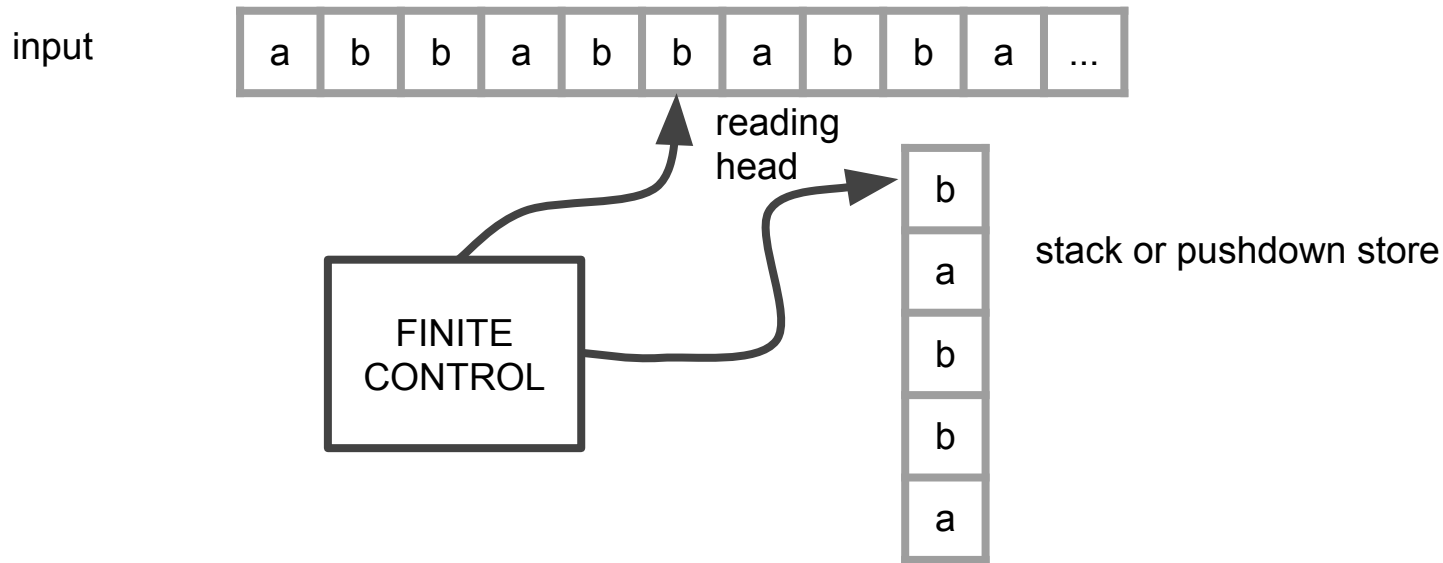 input
a b b a b b a b b a ...
reading
head
b
a
b
b
a
stack or pushdown store
FINITE
CONTROL